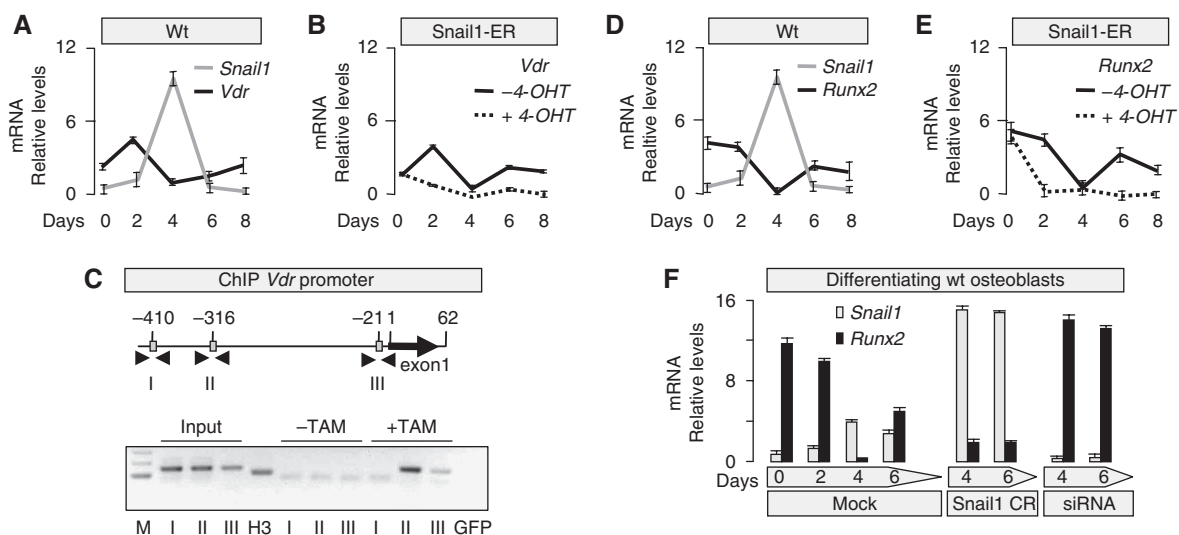 A
Wt
12
6
0
mRNA
Relative levels
Snail1
Vdr
Days 0 2 4 6 8
B
Snail1-ER
12
6
0
mRNA
Relative levels
Vdr
−4-OHT
+ 4-OHT
Days 0 2 4 6 8
D
Wt
12
6
0
mRNA
Realtive levels
Snail1
Runx2
Days 0 2 4 6 8
E
Snail1-ER
12
6
0
mRNA
Relative levels
Runx2
−4-OHT
+ 4-OHT
Days 0 2 4 6 8
C
ChIP Vdr promoter
−410 −316 −21 1 62
exon1
I II III
Input −TAM +TAM
M I II III H3 I II III I II III GFP
F
Differentiating wt osteoblasts
16
8
0
mRNA
Relative levels
Snail1
Runx2
Days 0 2 4 6 4 6 4 6
Mock Snail1 CR siRNA